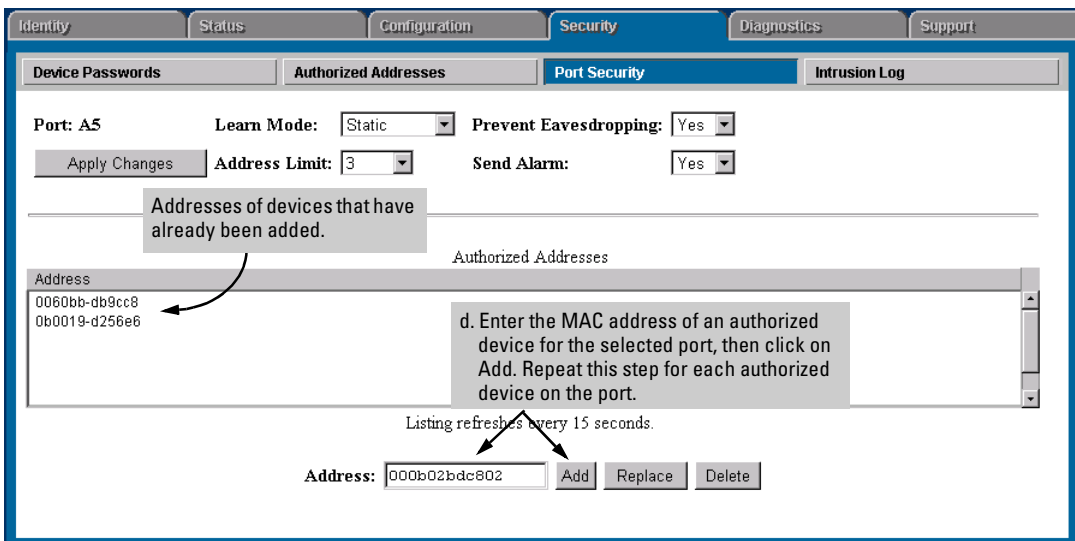 Identity Status Configuration Security Diagnostics Support
Device Passwords Authorized Addresses Port Security Intrusion Log
Port: A5 Learn Mode: Static Prevent Eavesdropping: Yes
Apply Changes Address Limit: 3 Send Alarm: Yes
Addresses of devices that have
already been added.
Authorized Addresses
Address
0060bb-db9cc8
0b0019-d256e6
d. Enter the MAC address of an authorized
device for the selected port, then click on
Add. Repeat this step for each authorized
device on the port.
Listing refreshes every 15 seconds.
Address: 000b02bdc802 Add Replace Delete